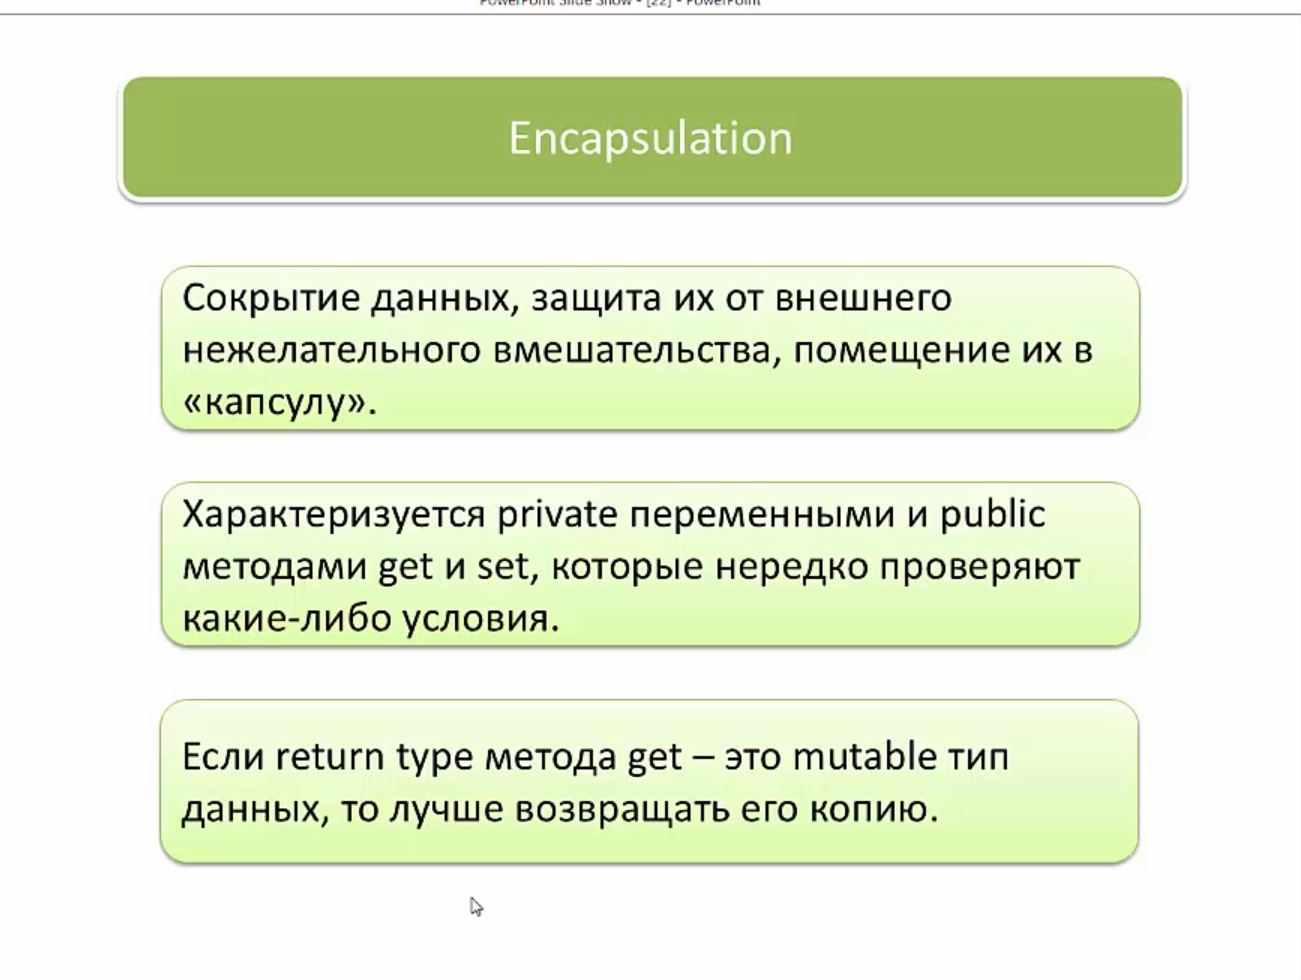 PowerPoint Slide Show - [22] - PowerPoint
Encapsulation
Сокрытие данных, защита их от внешнего
нежелательного вмешательства, помещение их в
«капсулу».
Характеризуется private переменными и public
методами get и set, которые нередко проверяют
какие-либо условия.
Если return type метода get – это mutable тип
данных, то лучше возвращать его копию.